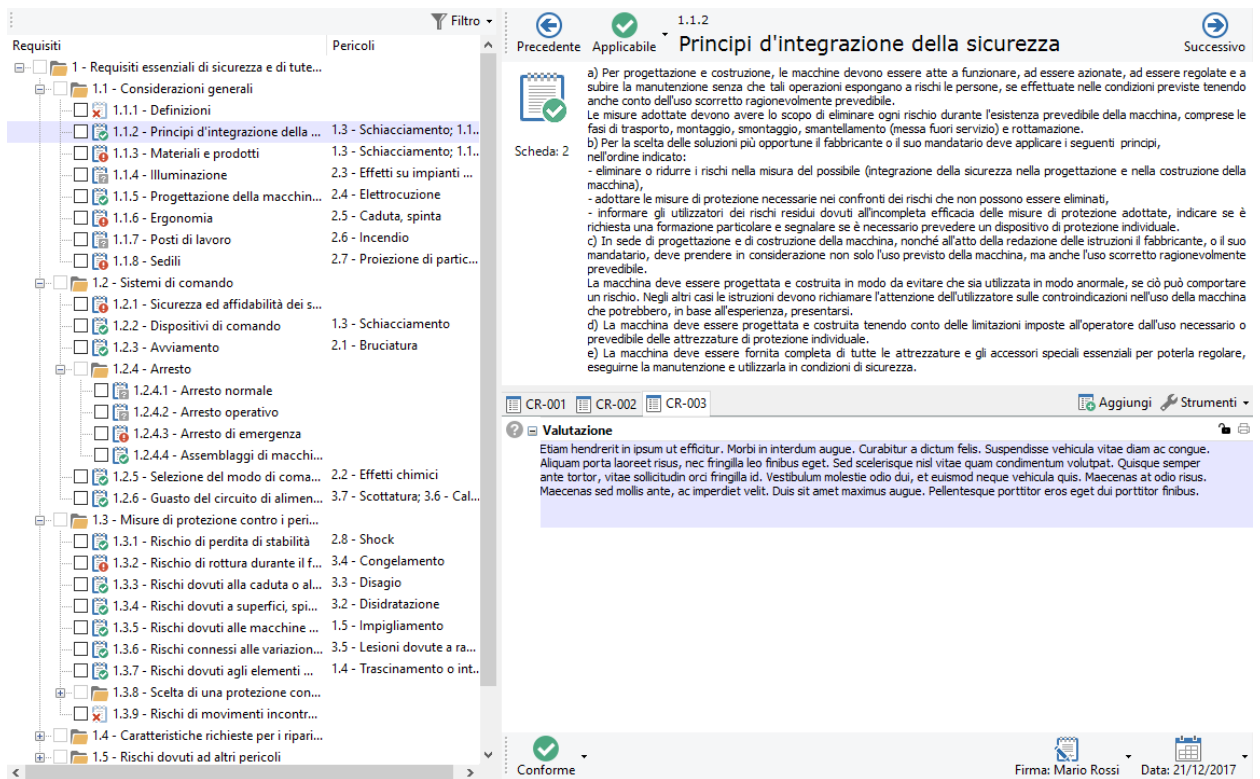 Filtro
Requisiti Pericoli
1 - Requisiti essenziali di sicurezza e di tute...
1.1 - Considerazioni generali
1.1.1 - Definizioni
1.1.2 - Principi d'integrazione della ... 1.3 - Schiacciamento; 1.1..
1.1.3 - Materiali e prodotti 1.3 - Schiacciamento; 1.1..
1.1.4 - Illuminazione 2.3 - Effetti su impianti ...
1.1.5 - Progettazione della macchin... 2.4 - Elettrocuzione
1.1.6 - Ergonomia 2.5 - Caduta, spinta
1.1.7 - Posti di lavoro 2.6 - Incendio
1.1.8 - Sedili 2.7 - Proiezione di partic...
1.2 - Sistemi di comando
1.2.1 - Sicurezza ed affidabilità dei s...
1.2.2 - Dispositivi di comando 1.3 - Schiacciamento
1.2.3 - Avviamento 2.1 - Bruciatura
1.2.4 - Arresto
1.2.4.1 - Arresto normale
1.2.4.2 - Arresto operativo
1.2.4.3 - Arresto di emergenza
1.2.4.4 - Assemblaggi di macchi...
1.2.5 - Selezione del modo di coma... 2.2 - Effetti chimici
1.2.6 - Guasto del circuito di alimen... 3.7 - Scottatura; 3.6 - Cal...
1.3 - Misure di protezione contro i peri...
1.3.1 - Rischio di perdita di stabilità 2.8 - Shock
1.3.2 - Rischio di rottura durante il f... 3.4 - Congelamento
1.3.3 - Rischi dovuti alla caduta o al... 3.3 - Disagio
1.3.4 - Rischi dovuti a superfici, spi... 3.2 - Disidratazione
1.3.5 - Rischi dovuti alle macchine ... 1.5 - Impigliamento
1.3.6 - Rischi connessi alle variazion... 3.5 - Lesioni dovute a ra...
1.3.7 - Rischi dovuti agli elementi ... 1.4 - Trascinamento o int..
1.3.8 - Scelta di una protezione con...
1.3.9 - Rischi di movimenti incontr...
1.4 - Caratteristiche richieste per i ripari...
1.5 - Rischi dovuti ad altri pericoli
Precedente Applicabile
1.1.2
Principi d'integrazione della sicurezza
Successivo
Scheda: 2
a) Per progettazione e costruzione, le macchine devono essere atte a funzionare, ad essere azionate, ad essere regolate e a
subire la manutenzione senza che tali operazioni espongano a rischi le persone, se effettuate nelle condizioni previste tenendo
anche conto dell'uso scorretto ragionevolmente prevedibile.
Le misure adottate devono avere lo scopo di eliminare ogni rischio durante l'esistenza prevedibile della macchina, comprese le
fasi di trasporto, montaggio, smontaggio, smantellamento (messa fuori servizio) e rottamazione.
b) Per la scelta delle soluzioni più opportune il fabbricante o il suo mandatario deve applicare i seguenti principi,
nell'ordine indicato:
- eliminare o ridurre i rischi nella misura del possibile (integrazione della sicurezza nella progettazione e nella costruzione della
macchina),
- adottare le misure di protezione necessarie nei confronti dei rischi che non possono essere eliminati,
- informare gli utilizzatori dei rischi residui dovuti all'incompleta efficacia delle misure di protezione adottate, indicare se è
richiesta una formazione particolare e segnalare se è necessario prevedere un dispositivo di protezione individuale.
c) In sede di progettazione e di costruzione della macchina, nonché all'atto della redazione delle istruzioni il fabbricante, o il suo
mandatario, deve prendere in considerazione non solo l'uso previsto della macchina, ma anche l'uso scorretto ragionevolmente
prevedibile.
La macchina deve essere progettata e costruita in modo da evitare che sia utilizzata in modo anormale, se ciò può comportare
un rischio. Negli altri casi le istruzioni devono richiamare l'attenzione dell'utilizzatore sulle controindicazioni nell'uso della macchina
che potrebbero, in base all'esperienza, presentarsi.
d) La macchina deve essere progettata e costruita tenendo conto delle limitazioni imposte all'operatore dall'uso necessario o
prevedibile delle attrezzature di protezione individuale.
e) La macchina deve essere fornita completa di tutte le attrezzature e gli accessori speciali essenziali per poterla regolare,
eseguirne la manutenzione e utilizzarla in condizioni di sicurezza.
CR-001 CR-002 CR-003 Aggiungi Strumenti
Valutazione
Etiam hendrerit in ipsum ut efficitur. Morbi in interdum augue. Curabitur a dictum felis. Suspendisse vehicula vitae diam ac congue.
Aliquam porta laoreet risus, nec fringilla leo finibus eget. Sed scelerisque nisl vitae quam condimentum volutpat. Quisque semper
ante tortor, vitae sollicitudin orci fringilla id. Vestibulum molestie odio dui, et euismod neque vehicula quis. Maecenas at odio risus.
Maecenas sed mollis ante, ac imperdiet velit. Duis sit amet maximus augue. Pellentesque porttitor eros eget dui porttitor finibus.
Conforme Firma: Mario Rossi Data: 21/12/2017